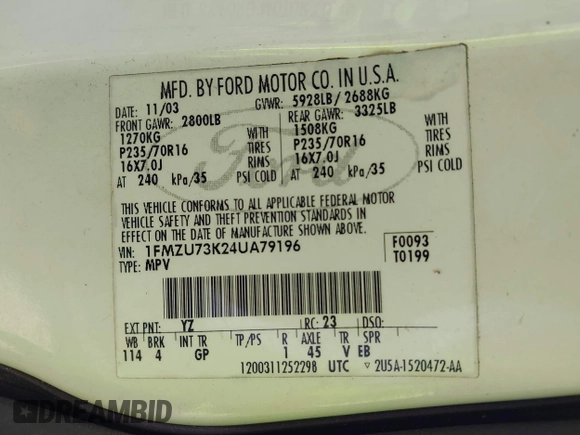 MFD. BY FORD MOTOR CO. IN U.S.A.
DATE: 11/03 GVWR: 5928LB/ 2688KG
FRONT GAWR: 2800LB REAR GAWR: 3325LB
1270KG WITH 1508KG WITH
P235/70R16 TIRES P235/70R16 TIRES
16X7.0J RIMS 16X7.0J RIMS
AT 240 kPa/35 PSI COLD AT 240 kPa/35 PSI COLD
Ford
THIS VEHICLE CONFORMS TO ALL APPLICABLE FEDERAL MOTOR
VEHICLE SAFETY AND THEFT PREVENTION STANDARDS IN
EFFECT ON THE DATE OF MANUFACTURE SHOWN ABOVE.
VIN: 1FMZU73K24UA79196 F0093
TYPE: MPV T0199
EXT PNT: YZ RC: 23 DSO:
WB BRK INT TR TP/PS R AXLE TR SPR
114 4 GP 1 45 V EB
1200311252298 UTC ▽ 2U5A-1520472-AA
DREAMBID